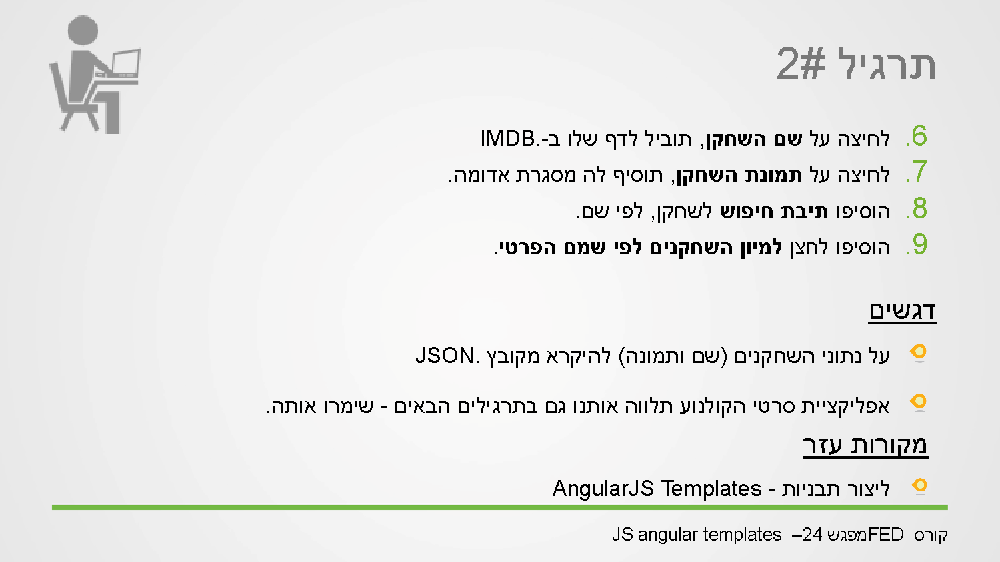 תרגיל #2
6. לחיצה על שם השחקן, תוביל לדף שלו ב-IMDB.
7. לחיצה על תמונת השחקן, תוסיף לה מסגרת אדומה.
8. הוסיפו תיבת חיפוש לשחקן, לפי שם.
9. הוסיפו לחצן למיון השחקנים לפי שמם הפרטי.
דגשים
על נתוני השחקנים (שם ותמונה) להיקרא מקובץ JSON.
אפליקציית סרטי הקולנוע תלווה אותנו גם בתרגילים הבאים - שימרו אותה.
מקורות עזר
ליצור תבניות - AngularJS Templates
קורס FED מפגש 24– JS angular templates